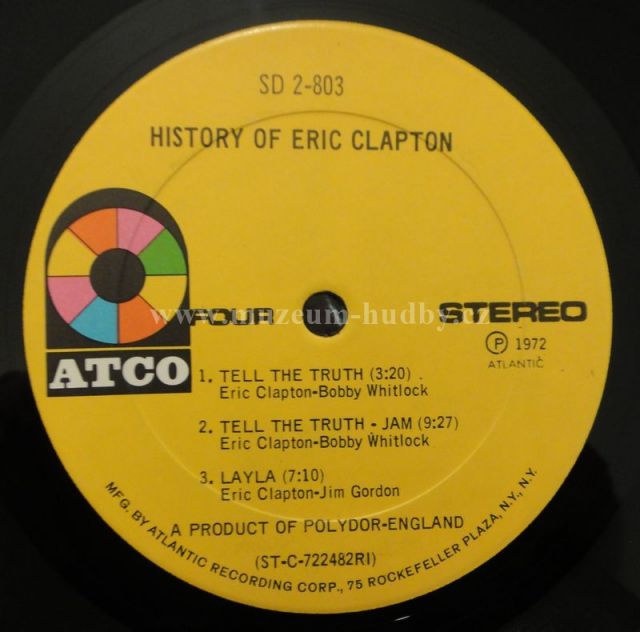 SD 2-803
HISTORY OF ERIC CLAPTON
ATCO
FOUR
www.muzeum-hudby.cz
STEREO
Ⓟ 1972
ATLANTIC
1. TELL THE TRUTH (3:20)
Eric Clapton-Bobby Whitlock
2. TELL THE TRUTH - JAM (9:27)
Eric Clapton-Bobby Whitlock
3. LAYLA (7:10)
Eric Clapton-Jim Gordon
A PRODUCT OF POLYDOR-ENGLAND
(ST-C-722482RI)
MFG. BY ATLANTIC RECORDING CORP., 75 ROCKEFELLER PLAZA, N.Y., N.Y.